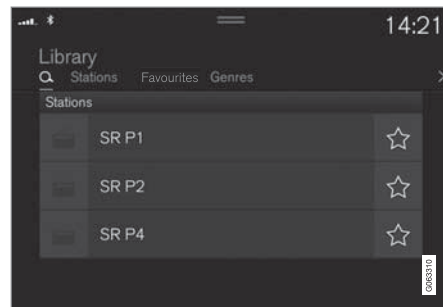 14:21
Library
Stations Favourites Genres
Stations
SR P1
SR P2
SR P4
G063310